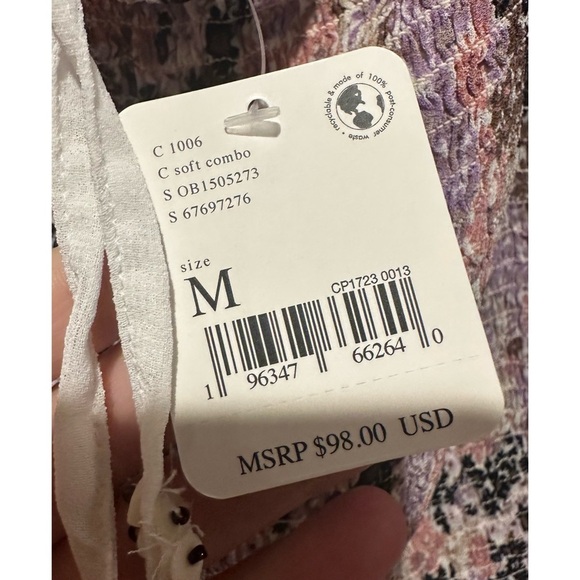 recyclable & made of 100% post-consumer waste •
C 1006
C soft combo
S OB1505273
S 67697276
size
M
CP1723 0013
1 96347 66264 0
MSRP $98.00 USD